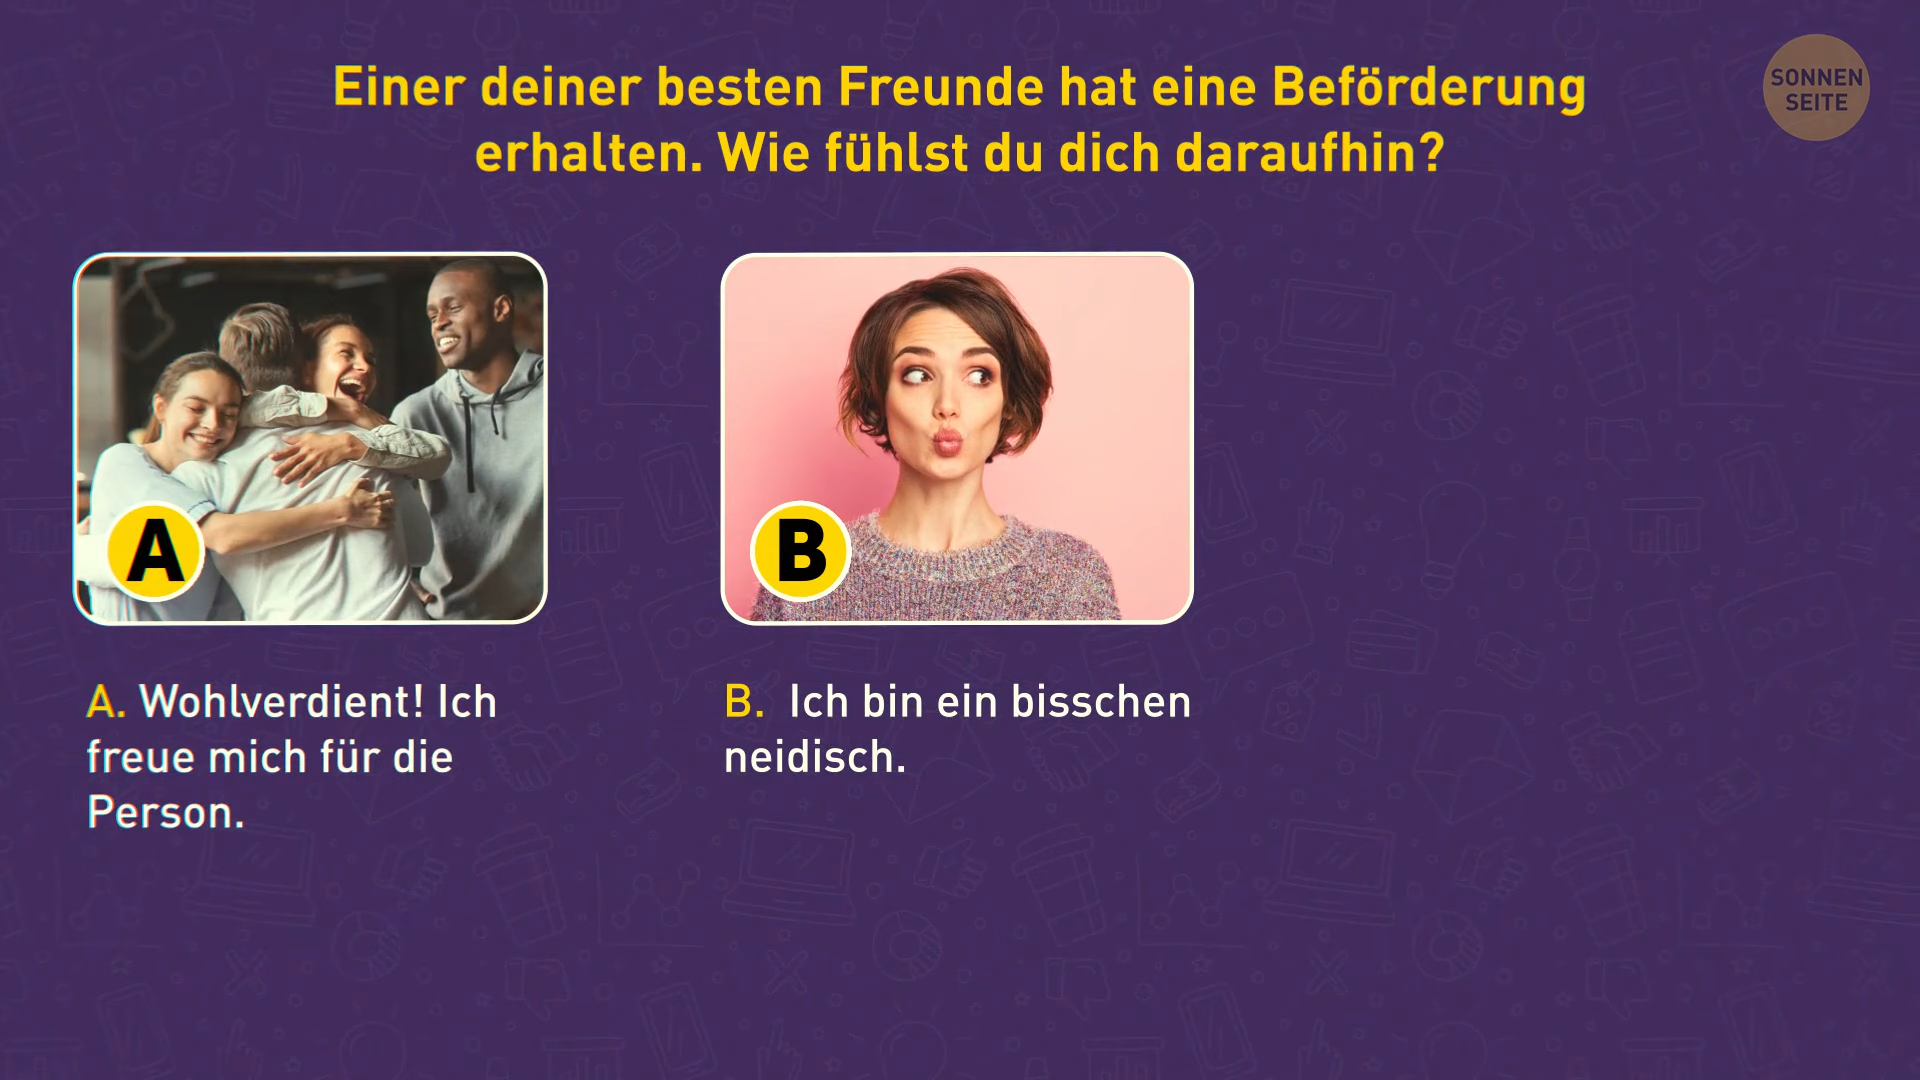 Einer deiner besten Freunde hat eine Beförderung
erhalten. Wie fühlst du dich daraufhin?
SONNEN
SEITE
A
B
A. Wohlverdient! Ich
freue mich für die
Person.
B. Ich bin ein bisschen
neidisch.